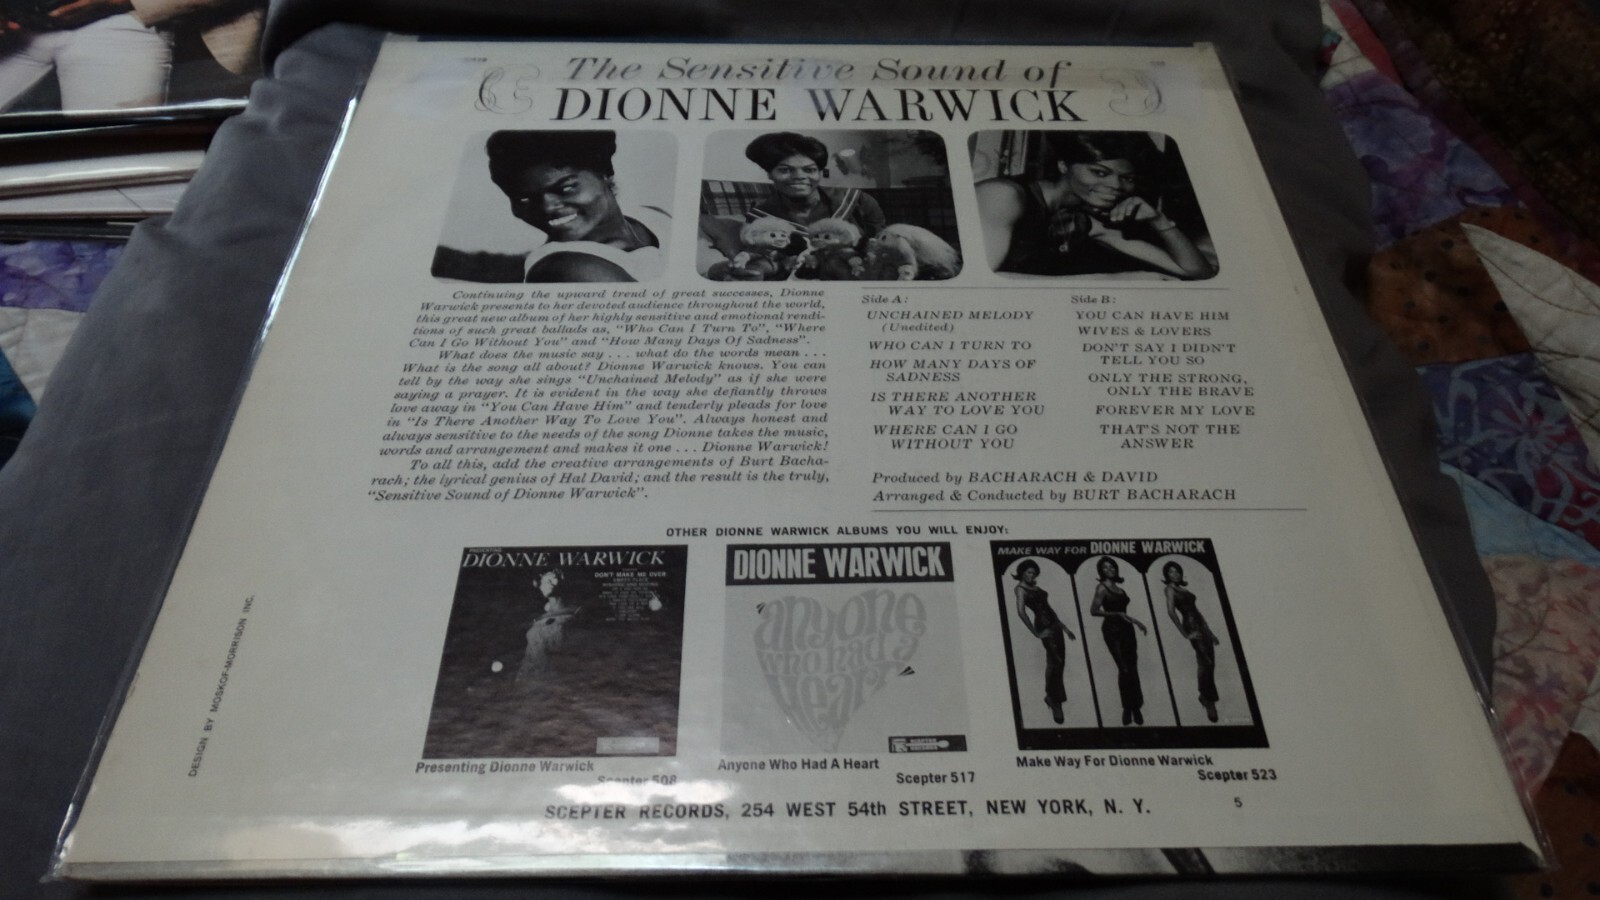 The Sensitive Sound of
DIONNE WARWICK
Continuing the upward trend of great successes, Dionne
Warwick presents to her devoted audience throughout the world,
this great new album of her highly sensitive and emotional rendi-
tions of such great ballads as, "Who Can I Turn To", "Where
Can I Go Without You" and "How Many Days Of Sadness".
What does the music say . . . what do the words mean . . .
What is the song all about? Dionne Warwick knows. You can
tell by the way she sings "Unchained Melody" as if she were
saying a prayer. It is evident in the way she defiantly throws
love away in "You Can Have Him" and tenderly pleads for love
in "Is There Another Way To Love You". Always honest and
always sensitive to the needs of the song Dionne takes the music,
words and arrangement and makes it one . . . Dionne Warwick!
To all this, add the creative arrangements of Burt Bacha-
rach; the lyrical genius of Hal David; and the result is the truly,
"Sensitive Sound of Dionne Warwick".
Side A:
UNCHAINED MELODY
(Unedited)
WHO CAN I TURN TO
HOW MANY DAYS OF
SADNESS
IS THERE ANOTHER
WAY TO LOVE YOU
WHERE CAN I GO
WITHOUT YOU
Side B:
YOU CAN HAVE HIM
WIVES & LOVERS
DON'T SAY I DIDN'T
TELL YOU SO
ONLY THE STRONG,
ONLY THE BRAVE
FOREVER MY LOVE
THAT'S NOT THE
ANSWER
Produced by BACHARACH & DAVID
Arranged & Conducted by BURT BACHARACH
OTHER DIONNE WARWICK ALBUMS YOU WILL ENJOY:
PRESENTING
DIONNE WARWICK
DON'T MAKE ME OVER
DIONNE WARWICK
"anyone
who had a
Heart"
SCEPTER
RECORDS
MAKE WAY FOR DIONNE WARWICK
Presenting Dionne Warwick
Scepter 508
Anyone Who Had A Heart
Scepter 517
Make Way For Dionne Warwick
Scepter 523
SCEPTER RECORDS, 254 WEST 54th STREET, NEW YORK, N. Y.
5
DESIGN BY MOSKOF-MORRISON INC.